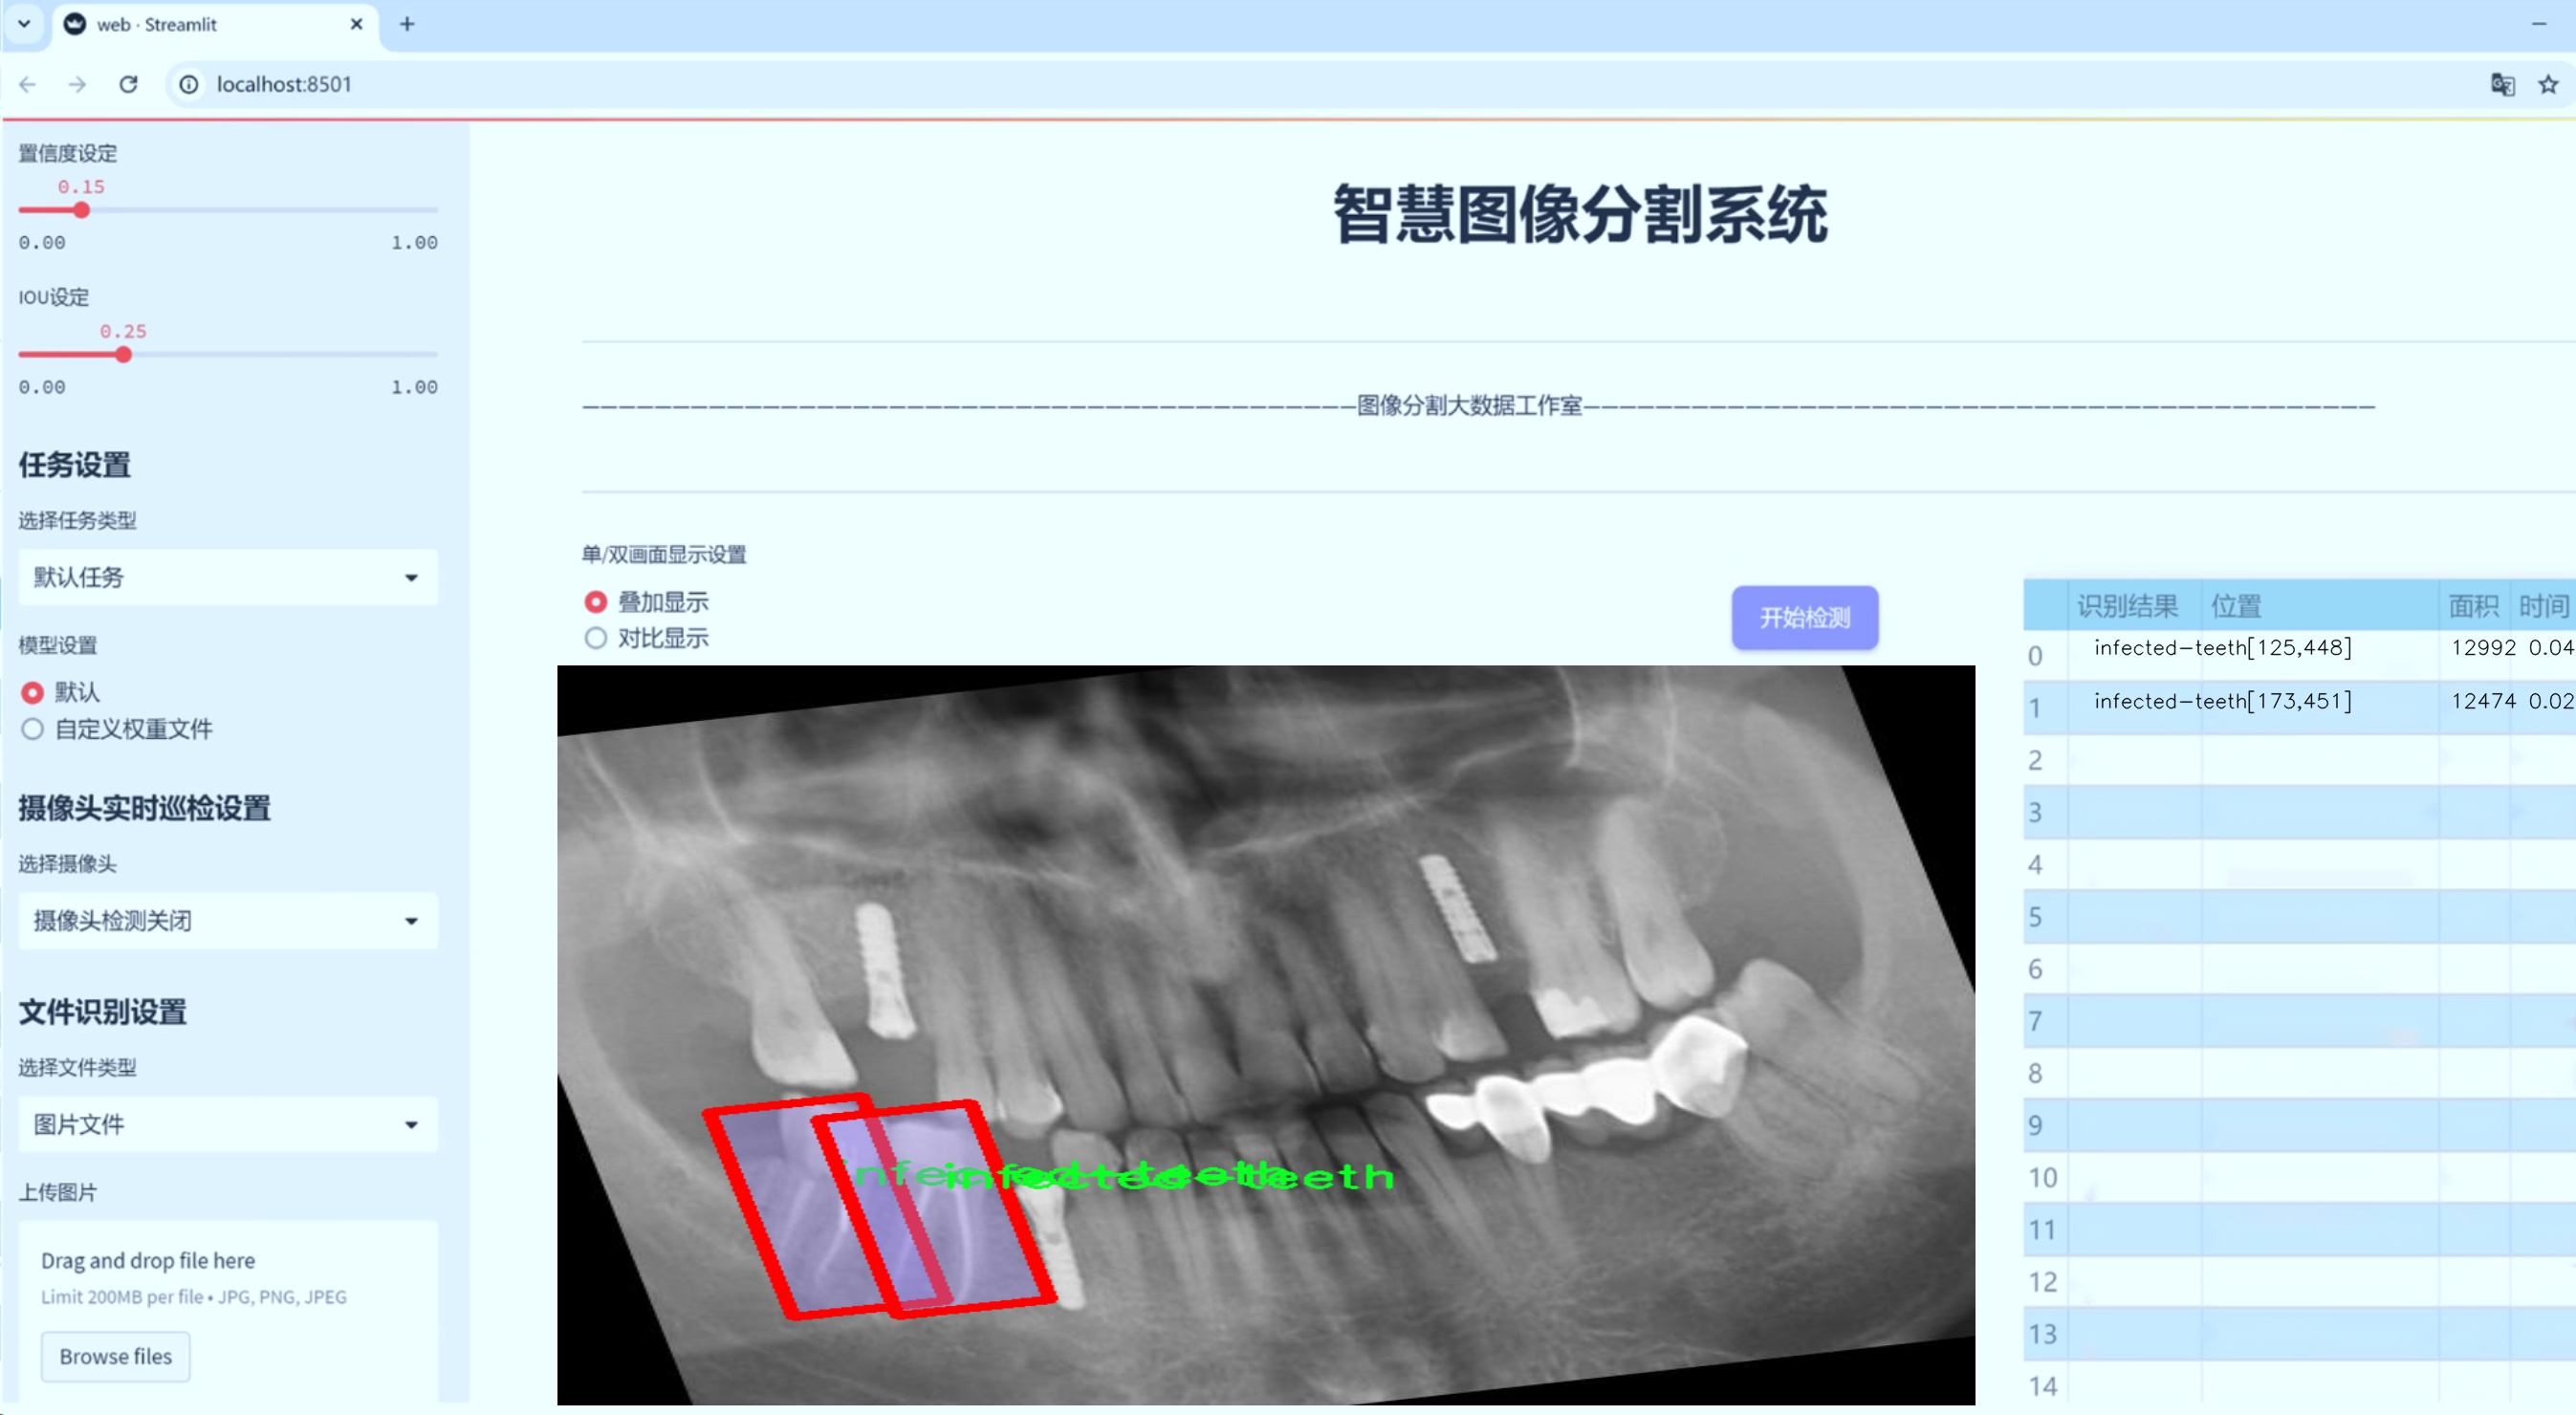 web · Streamlit
localhost:8501
置信度设定
0.15
0.00 1.00
IOU设定
0.25
0.00 1.00
任务设置
选择任务类型
默认任务
模型设置
默认
自定义权重文件
摄像头实时巡检设置
选择摄像头
摄像头检测关闭
文件识别设置
选择文件类型
图片文件
上传图片
Drag and drop file here
Limit 200MB per file • JPG, PNG, JPEG
Browse files
智慧图像分割系统
图像分割大数据工作室
单/双画面显示设置
叠加显示
对比显示
开始检测
识别结果 位置 面积 时间
0 infected-teeth[125,448] 12992 0.04
1 infected-teeth[173,451] 12474 0.02
2
3
4
5
6
7
8
9
10
11
12
13
14